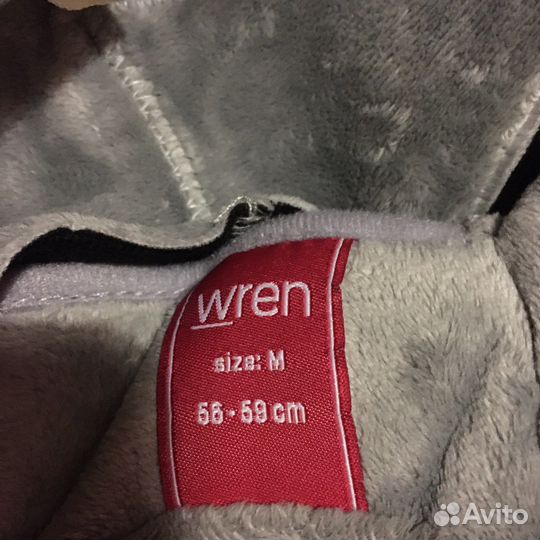 wren
size: M
56 - 59 cm
Avito